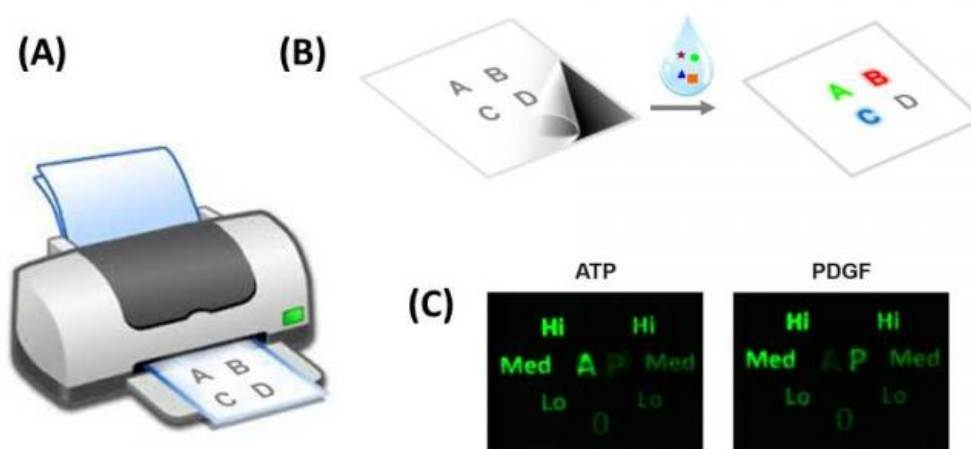 (A)
(B)
A B
C D
A B
C D
A B
C D
(C)
ATP
PDGF
Hi Hi
Med A P Med
Lo Lo
0
Hi Hi
Med A P Med
Lo Lo
0